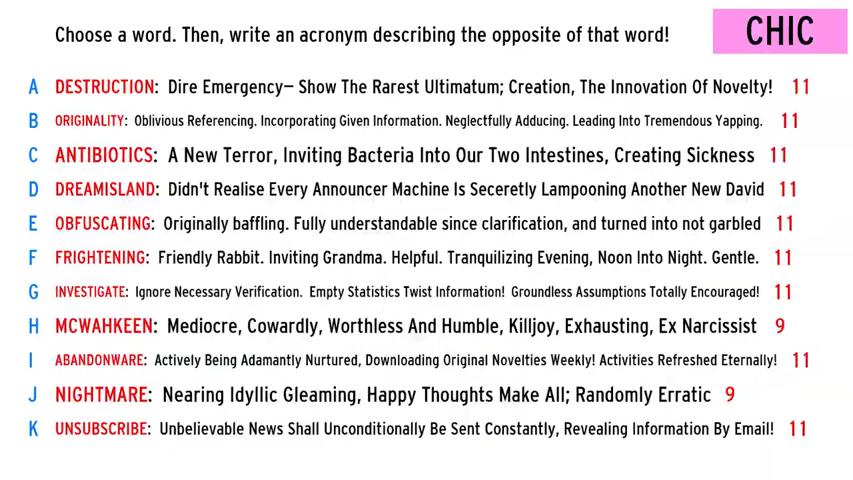 Choose a word. Then, write an acronym describing the opposite of that word!
CHIC
A DESTRUCTION: Dire Emergency— Show The Rarest Ultimatum; Creation, The Innovation Of Novelty! 11
B ORIGINALITY: Oblivious Referencing. Incorporating Given Information. Neglectfully Adducing. Leading Into Tremendous Yapping. 11
C ANTIBIOTICS: A New Terror, Inviting Bacteria Into Our Two Intestines, Creating Sickness 11
D DREAMISLAND: Didn't Realise Every Announcer Machine Is Seceretly Lampooning Another New David 11
E OBFUSCATING: Originally baffling. Fully understandable since clarification, and turned into not garbled 11
F FRIGHTENING: Friendly Rabbit. Inviting Grandma. Helpful. Tranquilizing Evening, Noon Into Night. Gentle. 11
G INVESTIGATE: Ignore Necessary Verification. Empty Statistics Twist Information! Groundless Assumptions Totally Encouraged! 11
H MCWAHKEEN: Mediocre, Cowardly, Worthless And Humble, Killjoy, Exhausting, Ex Narcissist 9
I ABANDONWARE: Actively Being Adamantly Nurtured, Downloading Original Novelties Weekly! Activities Refreshed Eternally! 11
J NIGHTMARE: Nearing Idyllic Gleaming, Happy Thoughts Make All; Randomly Erratic 9
K UNSUBSCRIBE: Unbelievable News Shall Unconditionally Be Sent Constantly, Revealing Information By Email! 11